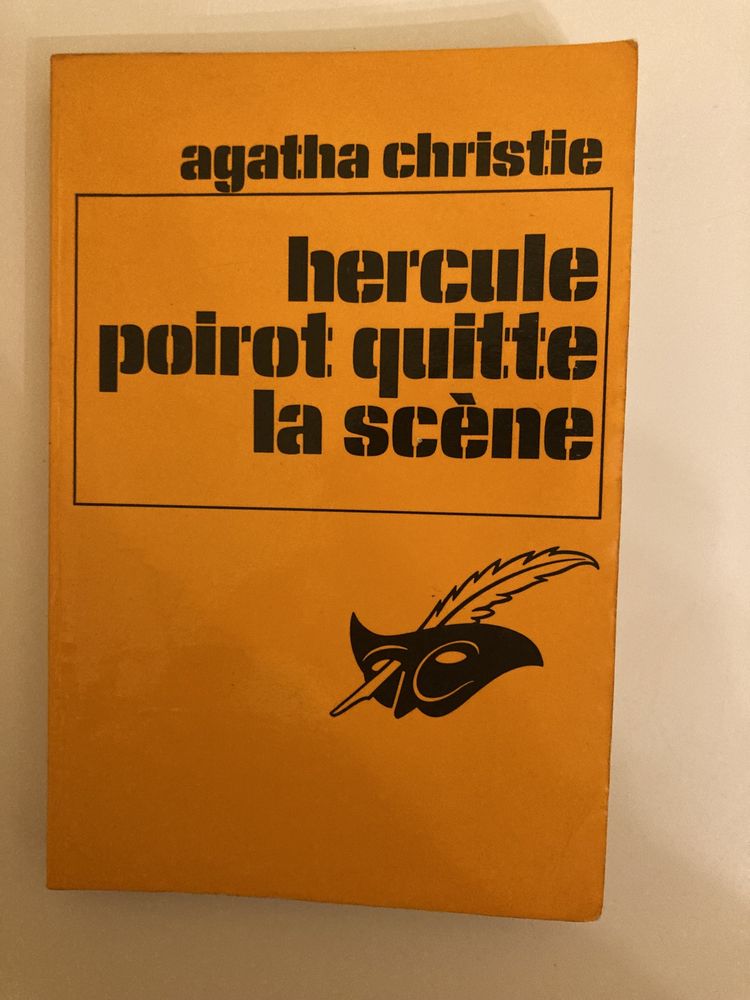 agatha christie
hercule
poirot quitte
la scène